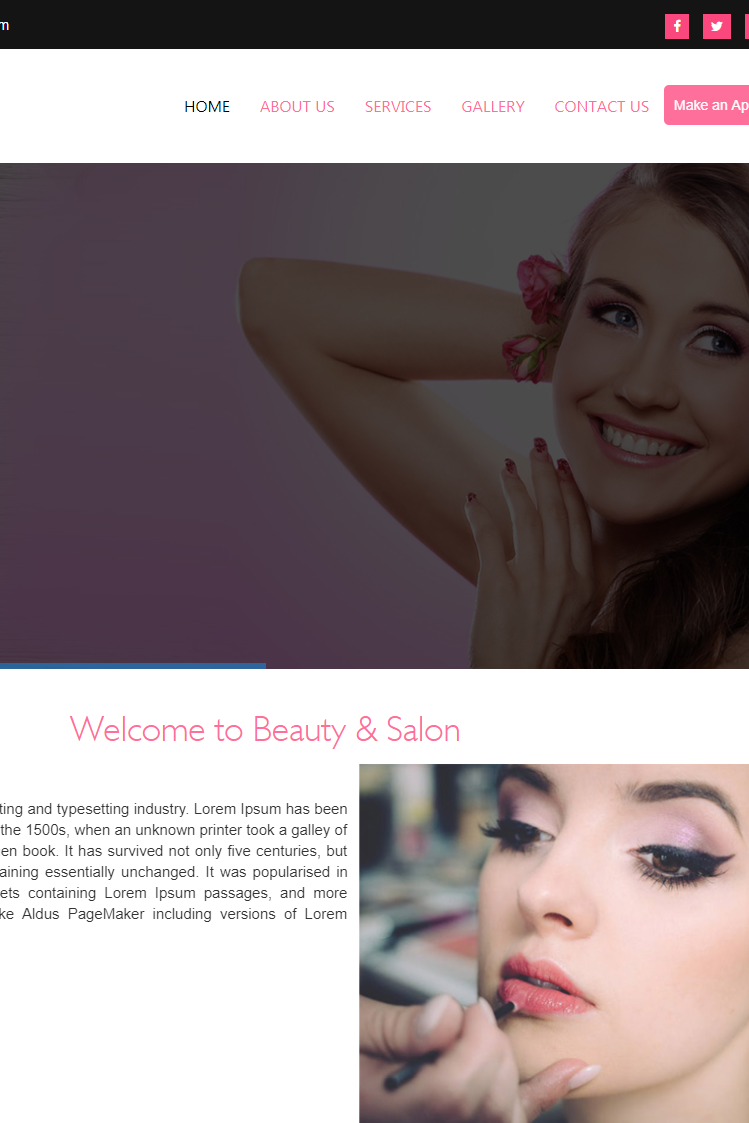 m
HOME ABOUT US SERVICES GALLERY CONTACT US Make an Ap
Welcome to Beauty & Salon
ting and typesetting industry. Lorem Ipsum has been
the 1500s, when an unknown printer took a galley of
en book. It has survived not only five centuries, but
aining essentially unchanged. It was popularised in
ets containing Lorem Ipsum passages, and more
ke Aldus PageMaker including versions of Lorem